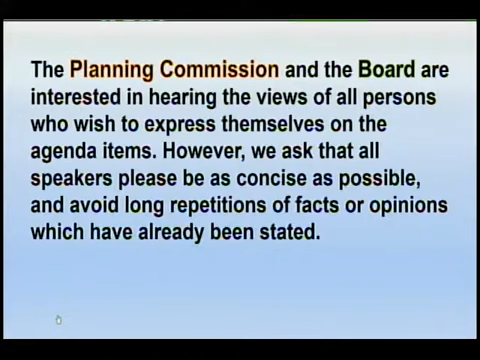 The Planning Commission and the Board are
interested in hearing the views of all persons
who wish to express themselves on the
agenda items. However, we ask that all
speakers please be as concise as possible,
and avoid long repetitions of facts or opinions
which have already been stated.